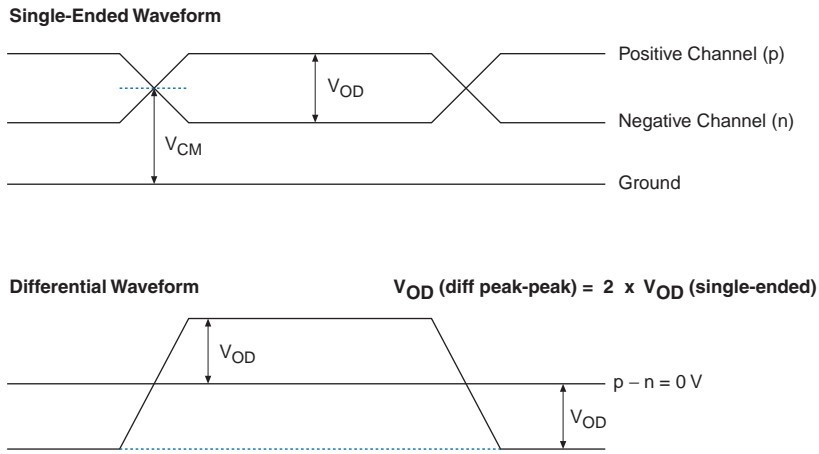 Single-Ended Waveform
Positive Channel (p)
VOD
Negative Channel (n)
VCM
Ground
Differential Waveform
VOD (diff peak-peak) = 2 x VOD (single-ended)
VOD
p – n = 0 V
VOD